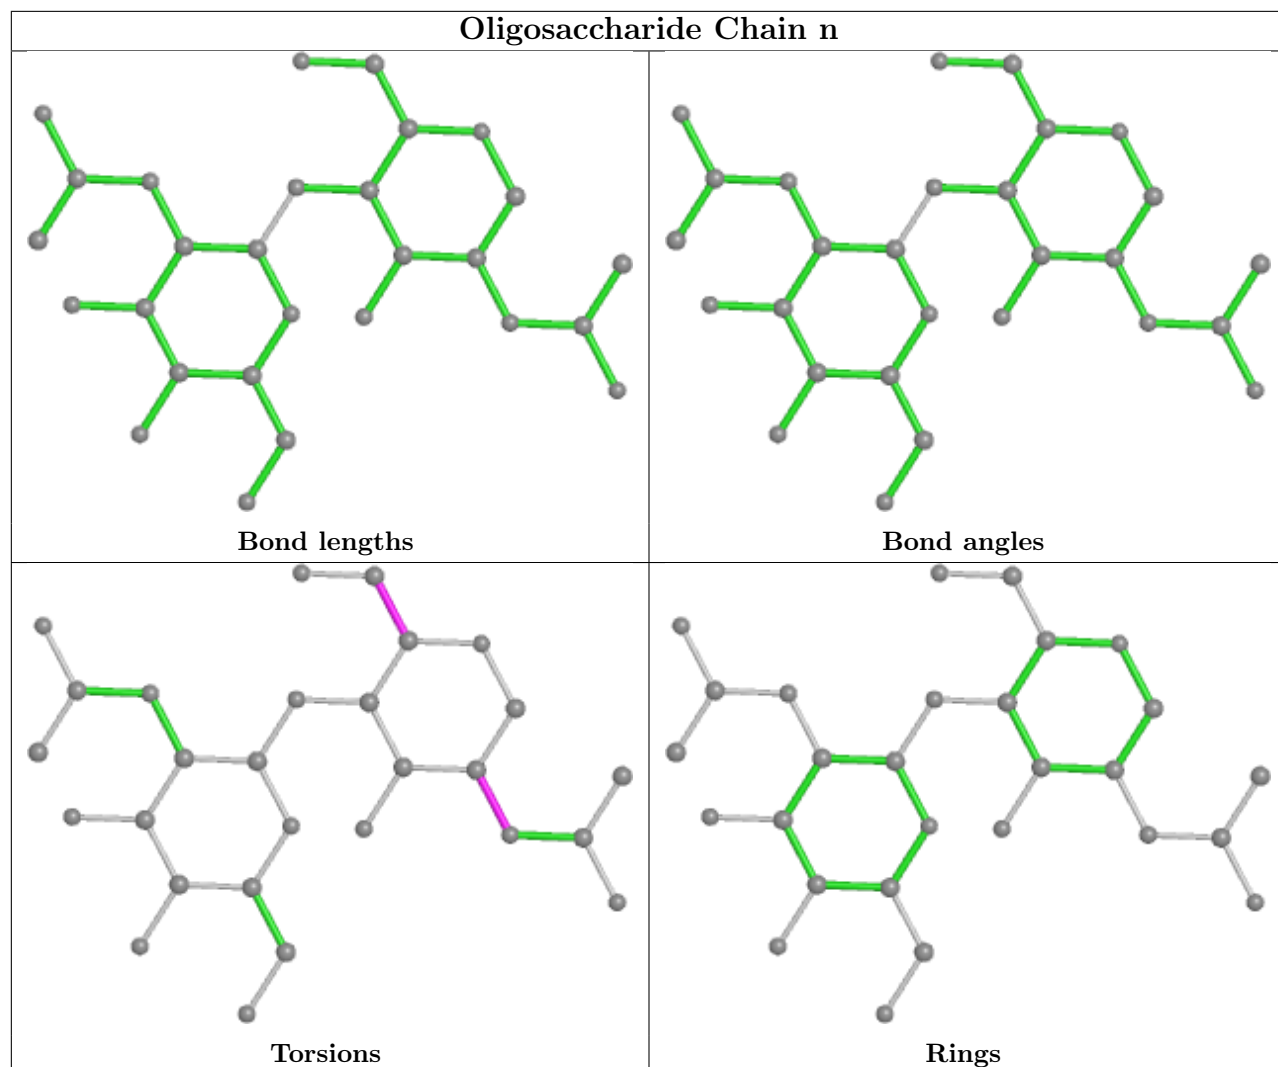 Oligosaccharide Chain n
Bond lengths
Bond angles
Torsions
Rings